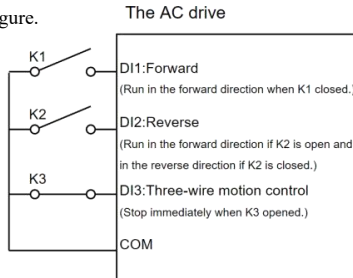 gure.
The AC drive
K1
DI1:Forward
(Run in the forward direction when K1 closed.)
K2
DI2:Reverse
(Run in the forward direction if K2 is open and
in the reverse direction if K2 is closed.)
K3
DI3:Three-wire motion control
(Stop immediately when K3 opened.)
COM